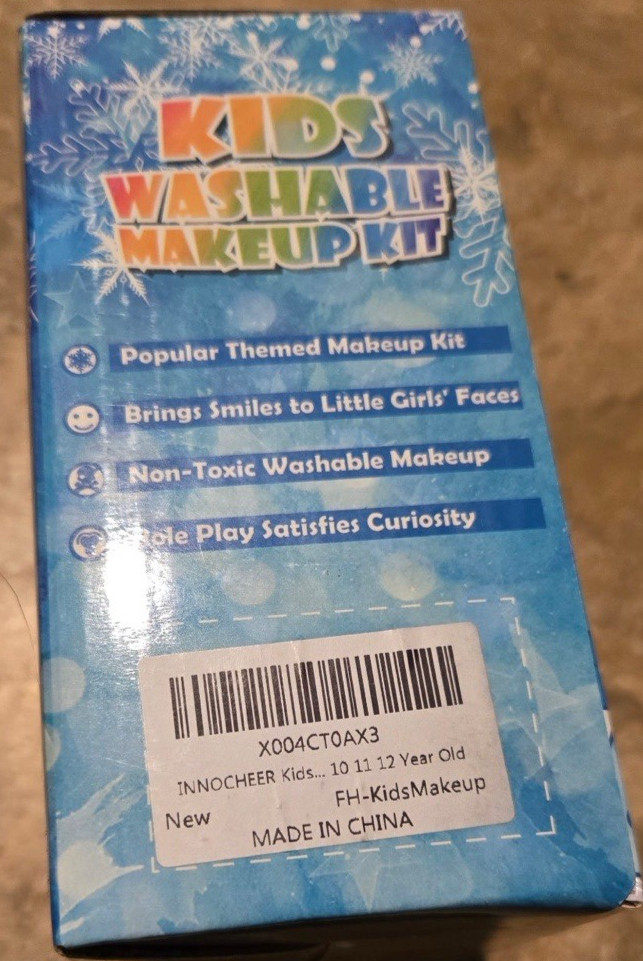 KIDS
WASHABLE
MAKEUP KIT
Popular Themed Makeup Kit
Brings Smiles to Little Girls' Faces
Non-Toxic Washable Makeup
Role Play Satisfies Curiosity
X004CT0AX3
INNOCHEER Kids... 10 11 12 Year Old
FH-KidsMakeup
New
MADE IN CHINA